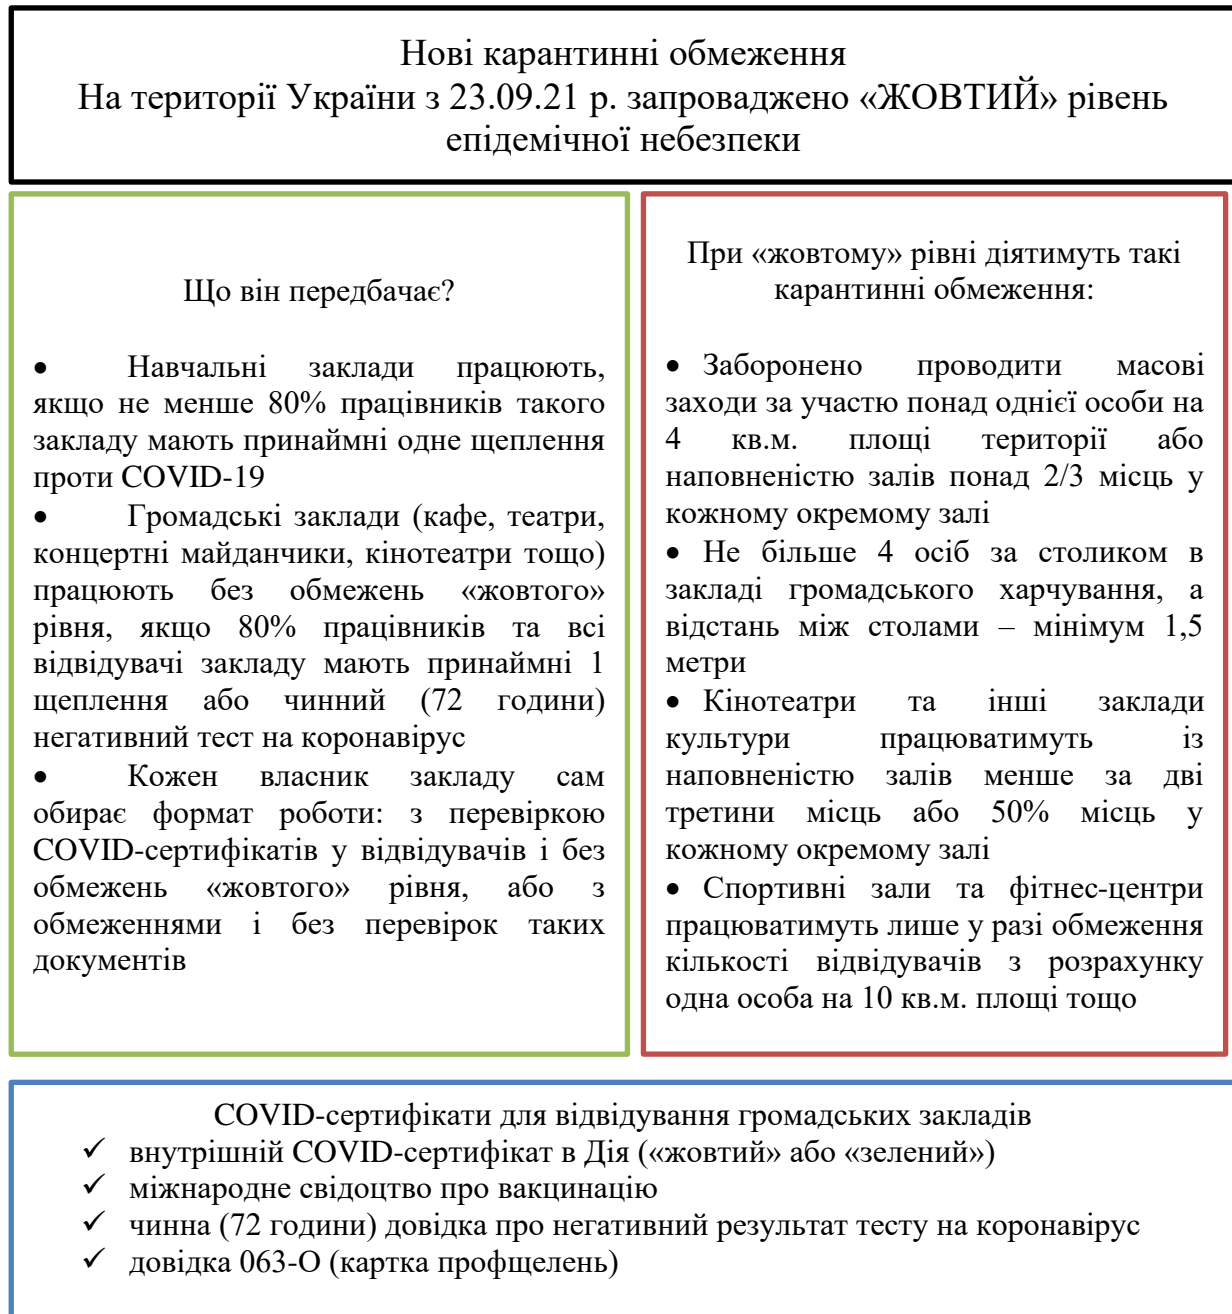 Нові карантинні обмеження
На території України з 23.09.21 р. запроваджено «ЖОВТИЙ» рівень
епідемічної небезпеки
Що він передбачає?
• Навчальні заклади працюють,
якщо не менше 80% працівників такого
закладу мають принаймні одне щеплення
проти COVID-19
• Громадські заклади (кафе, театри,
концертні майданчики, кінотеатри тощо)
працюють без обмежень «жовтого»
рівня, якщо 80% працівників та всі
відвідувачі закладу мають принаймні 1
щеплення або чинний (72 години)
негативний тест на коронавірус
• Кожен власник закладу сам
обирає формат роботи: з перевіркою
COVID-сертифікатів у відвідувачів і без
обмежень «жовтого» рівня, або з
обмеженнями і без перевірок таких
документів
При «жовтому» рівні діятимуть такі
карантинні обмеження:
• Заборонено проводити масові
заходи за участю понад однієї особи на
4 кв.м. площі території або
наповненістю залів понад 2/3 місць у
кожному окремому залі
• Не більше 4 осіб за столиком в
закладі громадського харчування, а
відстань між столами – мінімум 1,5
метри
• Кінотеатри та інші заклади
культури працюватимуть із
наповненістю залів менше за дві
третини місць або 50% місць у
кожному окремому залі
• Спортивні зали та фітнес-центри
працюватимуть лише у разі обмеження
кількості відвідувачів з розрахунку
одна особа на 10 кв.м. площі тощо
COVID-сертифікати для відвідування громадських закладів
✓ внутрішній COVID-сертифікат в Дія («жовтий» або «зелений»)
✓ міжнародне свідоцтво про вакцинацію
✓ чинна (72 години) довідка про негативний результат тесту на коронавірус
✓ довідка 063-О (картка профщелень)